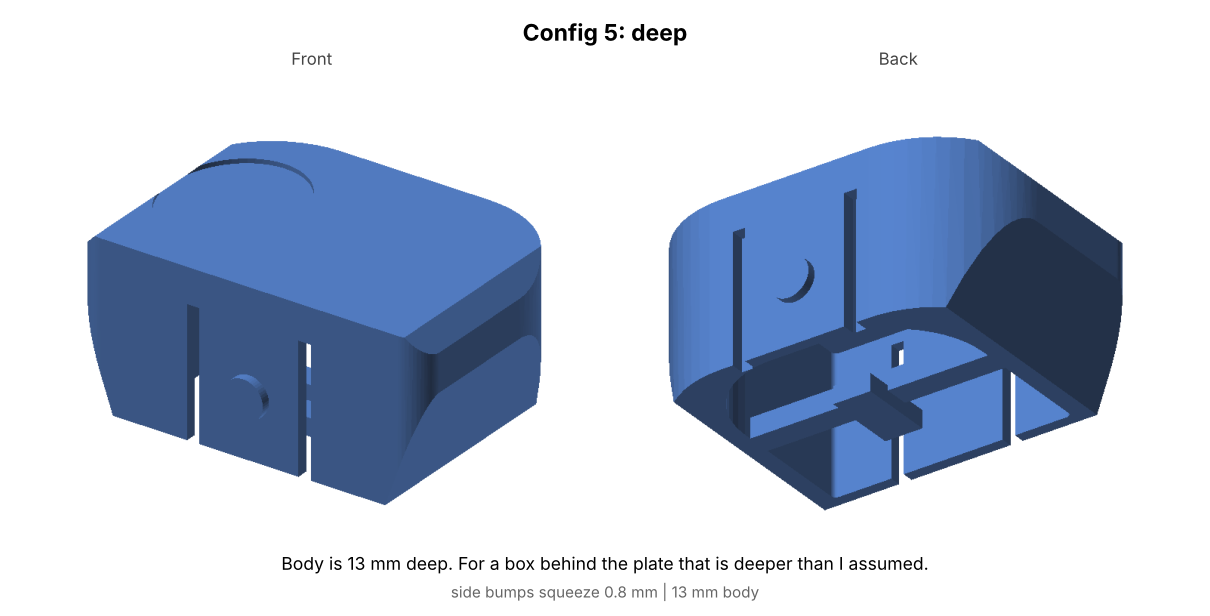 Config 5: deep
Front
Back
Body is 13 mm deep. For a box behind the plate that is deeper than I assumed.
side bumps squeeze 0.8 mm | 13 mm body